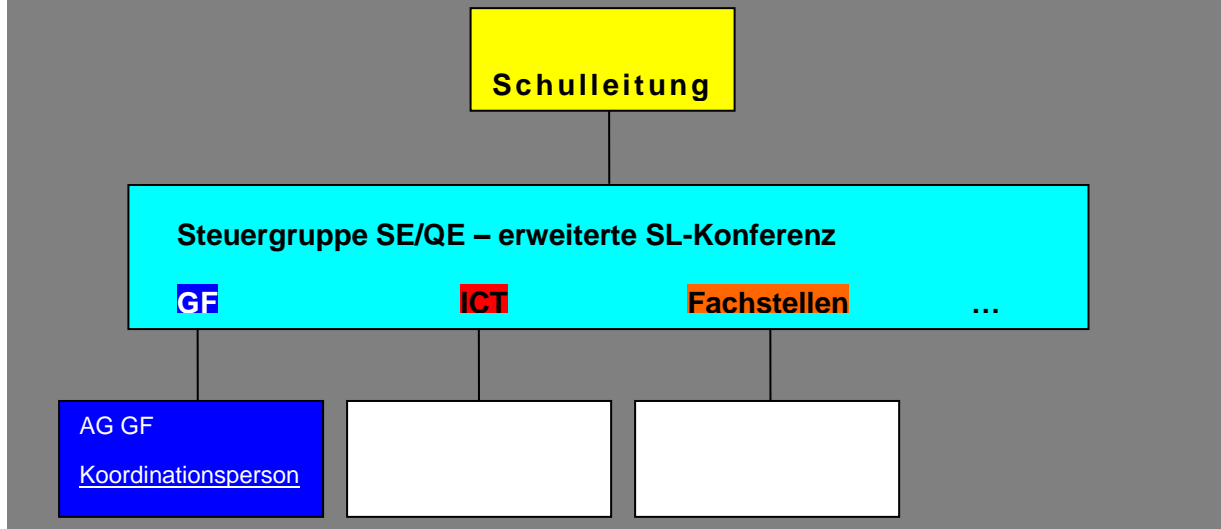 Schulleitung
Steuergruppe SE/QE – erweiterte SL-Konferenz
GF ICT Fachstellen …
AG GF
Koordinationsperson